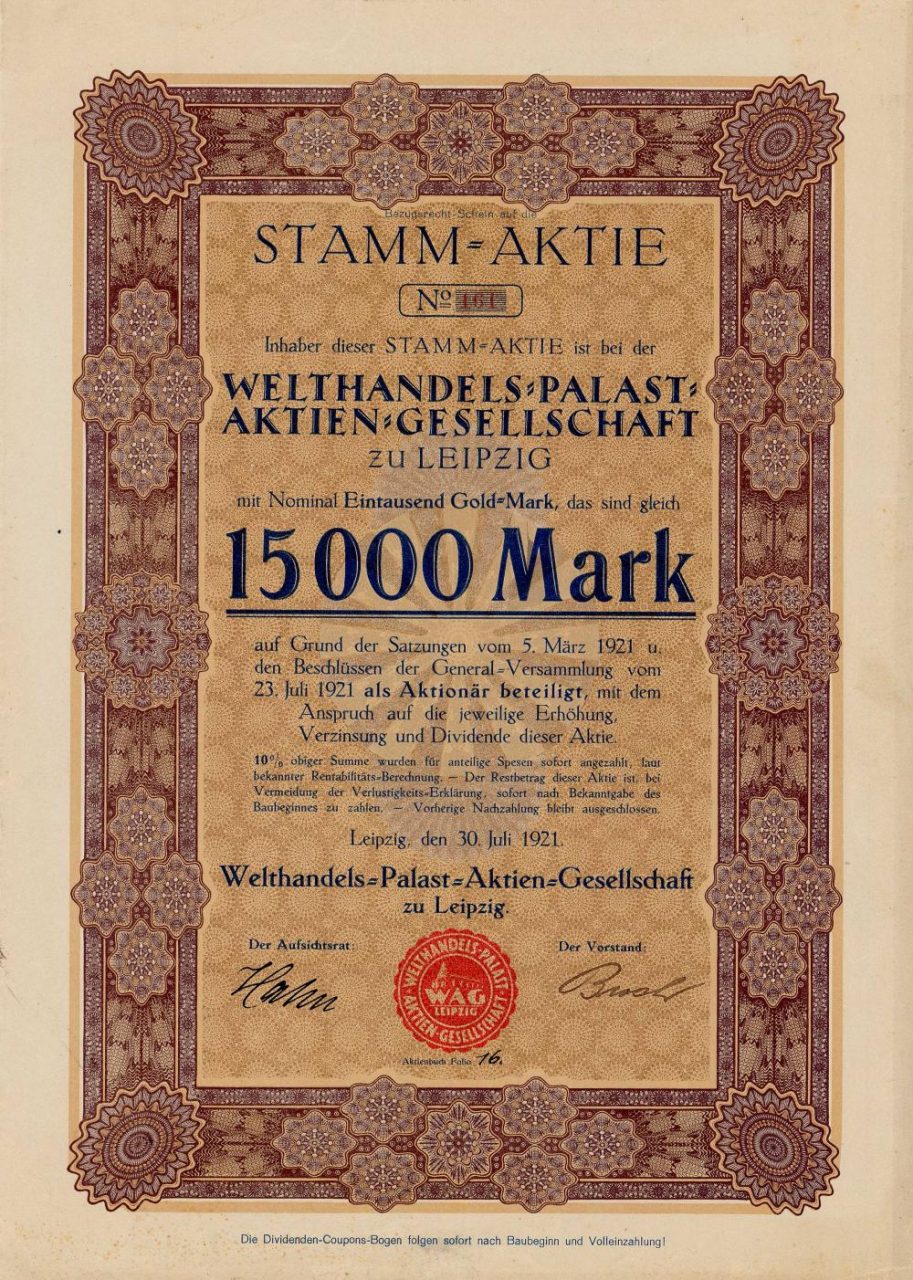 Bezugsrecht-Schein auf die
STAMM=AKTIE
No 161
Inhaber dieser STAMM=AKTIE ist bei der
WELTHANDELS=PALAST=
AKTIEN=GESELLSCHAFT
ZU LEIPZIG
mit Nominal Eintausend Gold=Mark, das sind gleich
15000 Mark
auf Grund der Satzungen vom 5. März 1921 u.
den Beschlüssen der General=Versammlung vom
23. Juli 1921 als Aktionär beteiligt, mit dem
Anspruch auf die jeweilige Erhöhung,
Verzinsung und Dividende dieser Aktie.
10% obiger Summe wurden für anteilige Spesen sofort angezahlt, laut
bekannter Rentabilitäts-Berechnung. — Der Restbetrag dieser Aktie ist, bei
Vermeidung der Verlustigkeits-Erklärung, sofort nach Bekanntgabe des
Baubeginnes zu zahlen. — Vorherige Nachzahlung bleibt ausgeschlossen.
Leipzig, den 30. Juli 1921.
Welthandels=Palast=Aktien=Gesellschaft
zu Leipzig.
Der Aufsichtsrat:
Hahn
WELTHANDELS-PALAST
WAG
LEIPZIG
AKTIEN-GESELLSCHAFT
Der Vorstand:
Aktienbuch Folio 16.
Die Dividenden-Coupons-Bogen folgen sofort nach Baubeginn und Volleinzahlung!